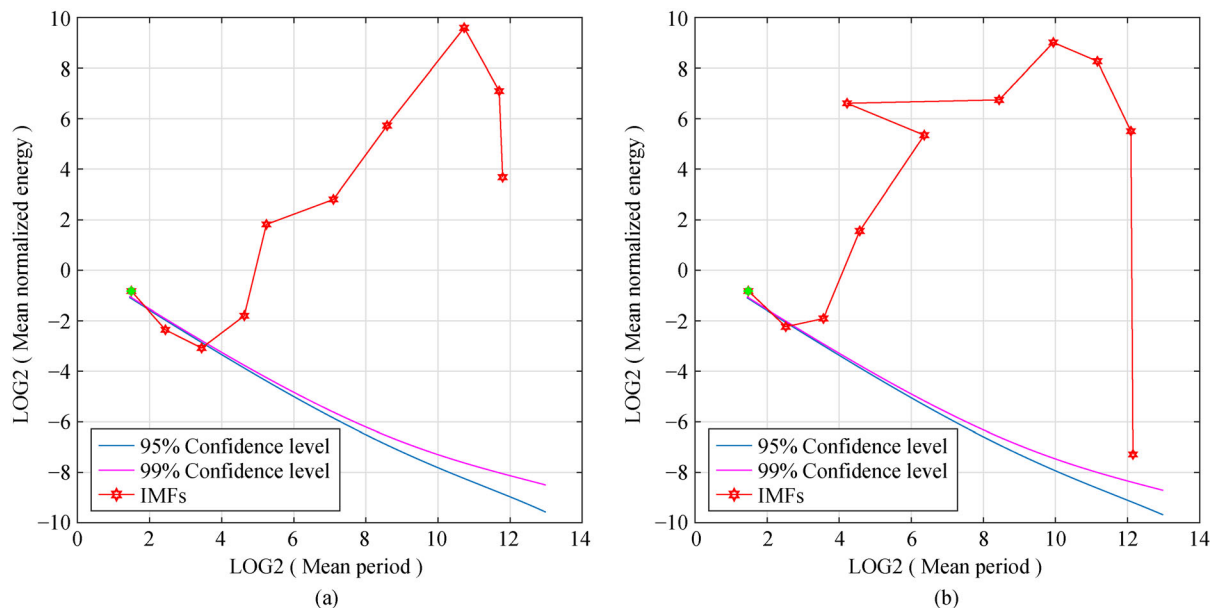 10
8
6
4
2
0
−2
−4
−6
−8
−10
LOG2 ( Mean normalized energy )
95% Confidence level
99% Confidence level
IMFs
0 2 4 6 8 10 12 14
LOG2 ( Mean period )
(a)
10
8
6
4
2
0
−2
−4
−6
−8
−10
LOG2 ( Mean normalized energy )
95% Confidence level
99% Confidence level
IMFs
0 2 4 6 8 10 12 14
LOG2 ( Mean period )
(b)